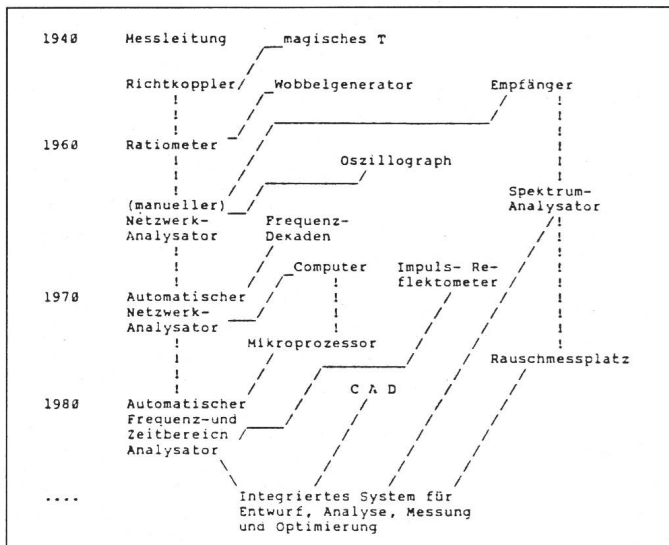 1940 Messleitung magisches T
Richtkoppler
Wobbelgenerator Empfänger
1960 Ratiometer
Oszillograph
(manueller) Spektrum-
Netzwerk- Frequenz- Analysator
Analysator Dekaden
Computer Impuls- Re-
1970 Automatischer flektometer
Netzwerk-
Analysator
Mikroprozessor Rauschmessplatz
C A D
1980 Automatischer
Frequenz-und
Zeitbereich
Analysator
.... Integriertes System für
Entwurf, Analyse, Messung
und Optimierung